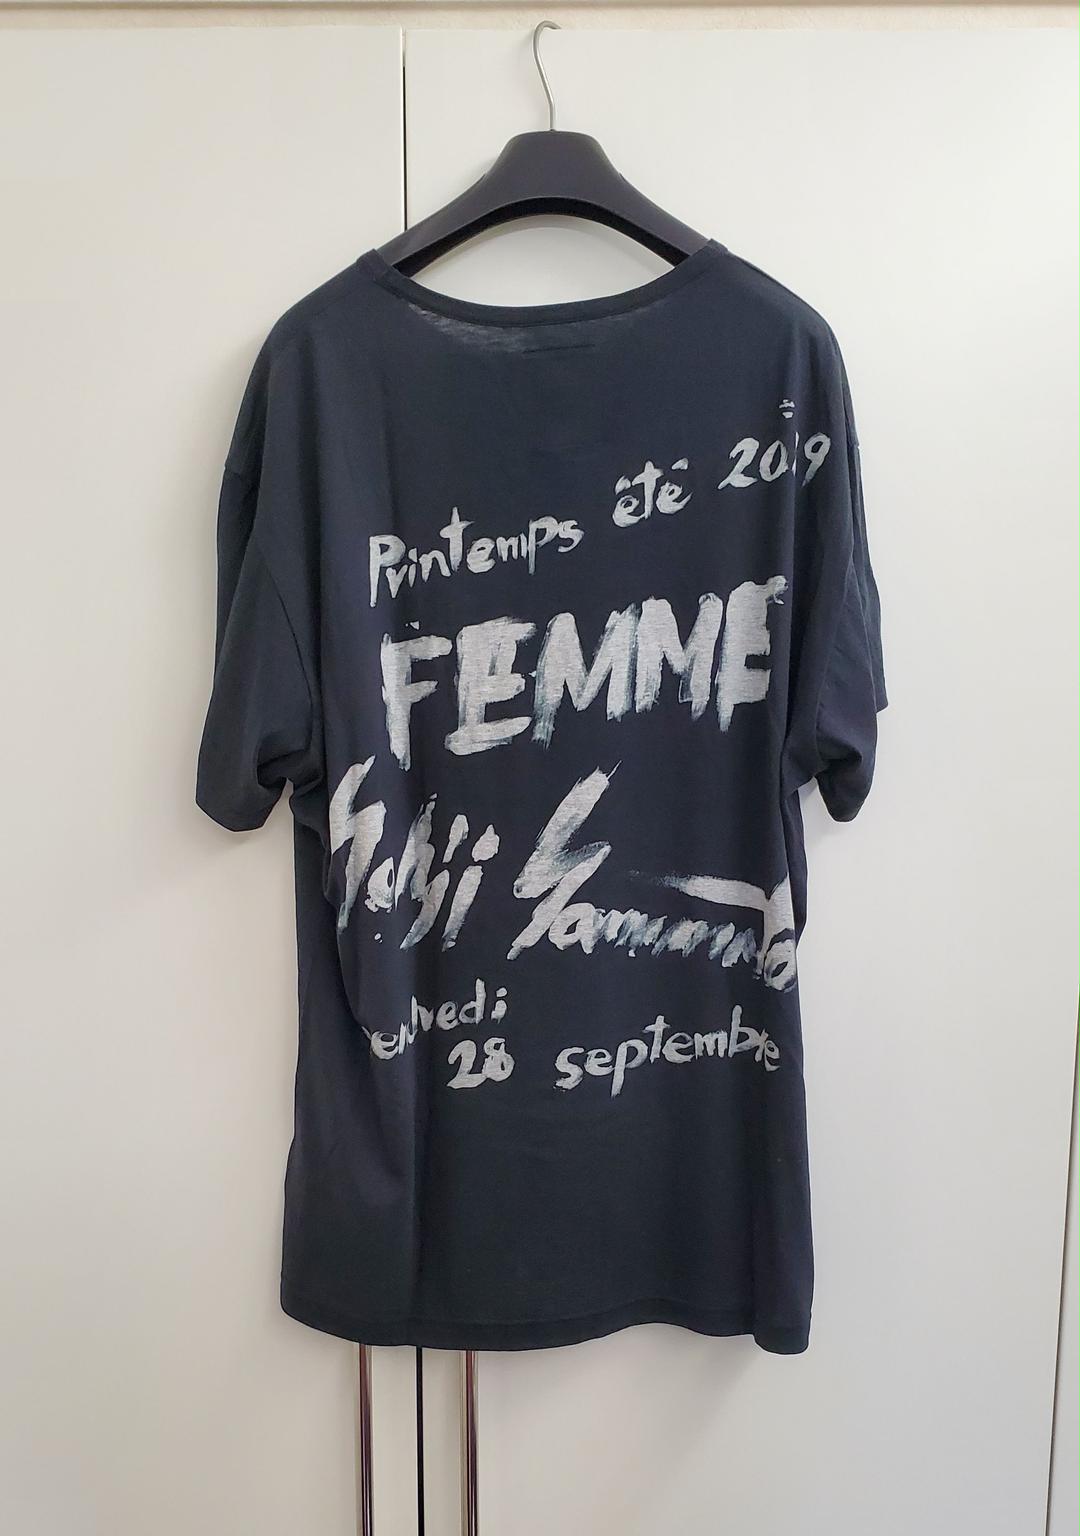 Printemps été 2019
FEMME
Yohji Yamamoto
vendredi
28 septembre